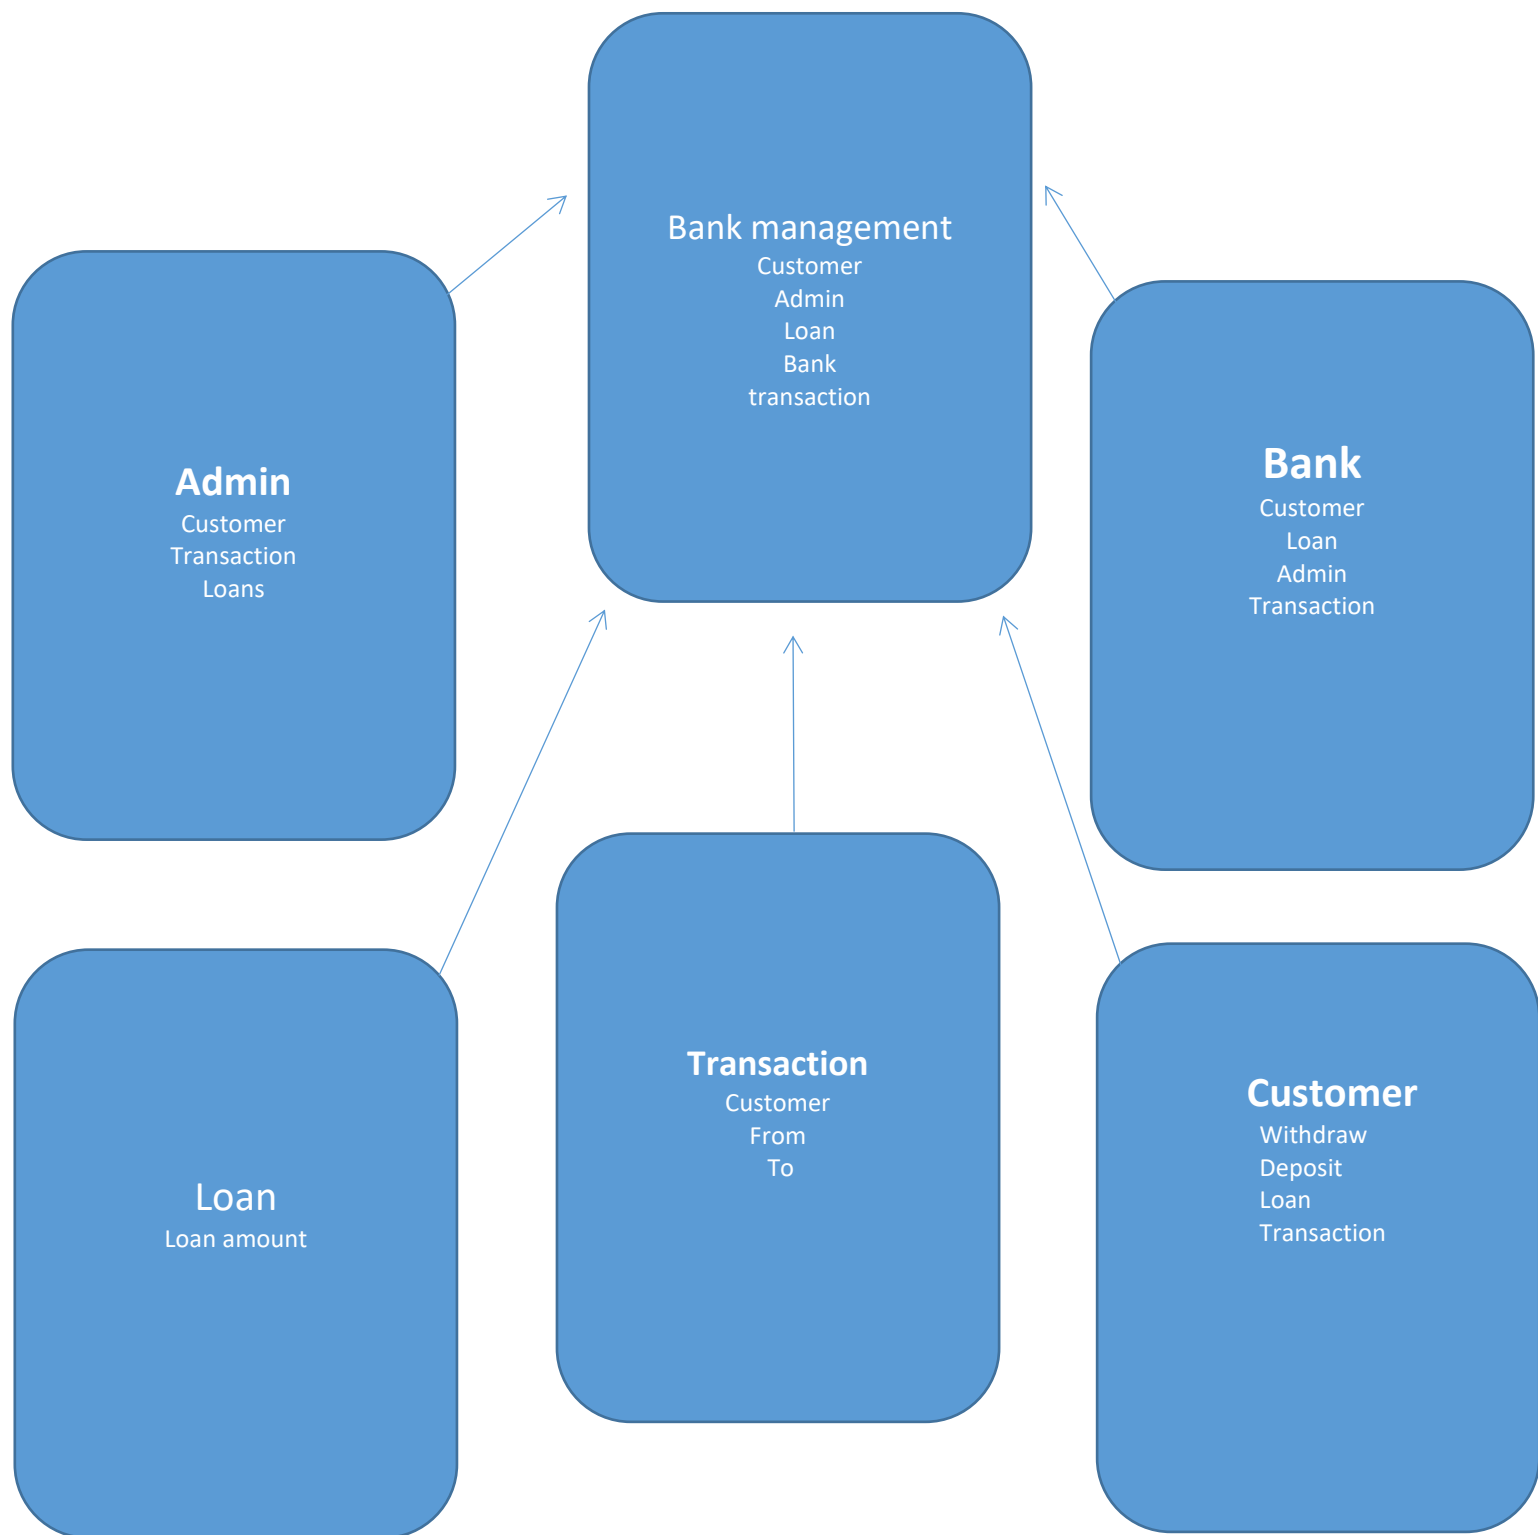 Bank management
Customer
Admin
Loan
Bank
transaction
Admin
Customer
Transaction
Loans
Bank
Customer
Loan
Admin
Transaction
Loan
Loan amount
Transaction
Customer
From
To
Customer
Withdraw
Deposit
Loan
Transaction